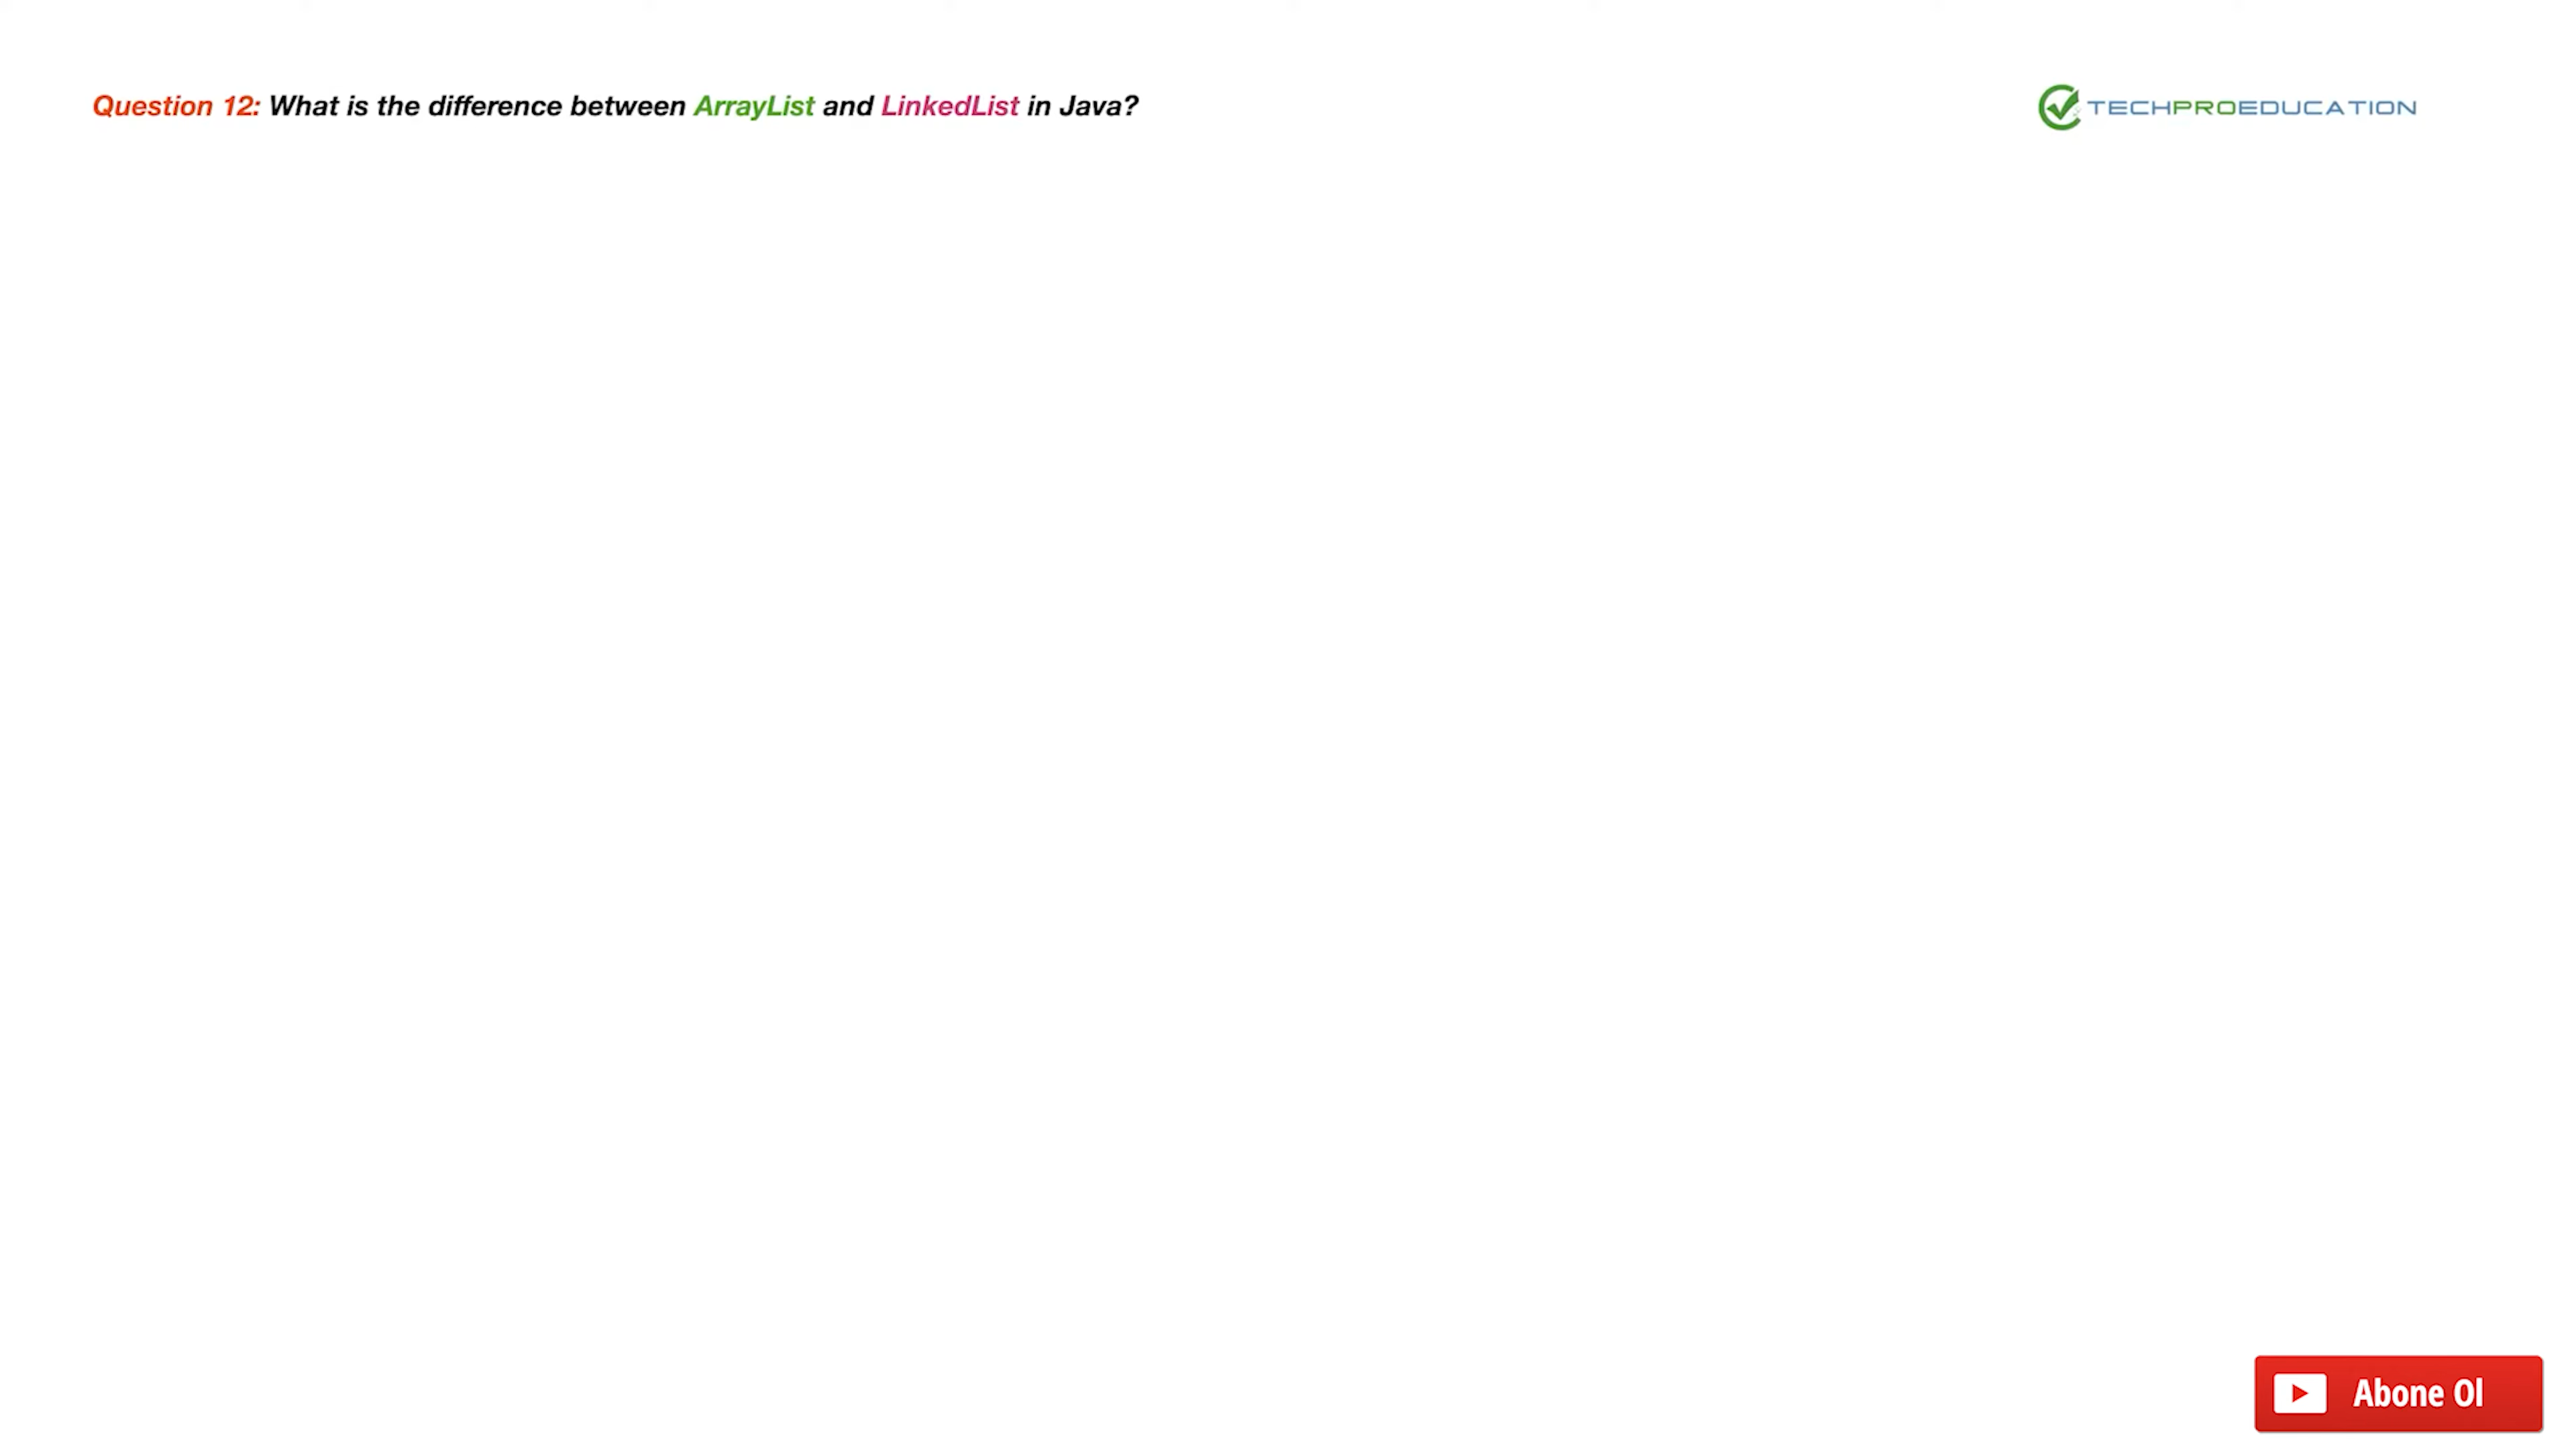 Question 12: What is the difference between ArrayList and LinkedList in Java?
TECHPROEDUCATION
Abone Ol